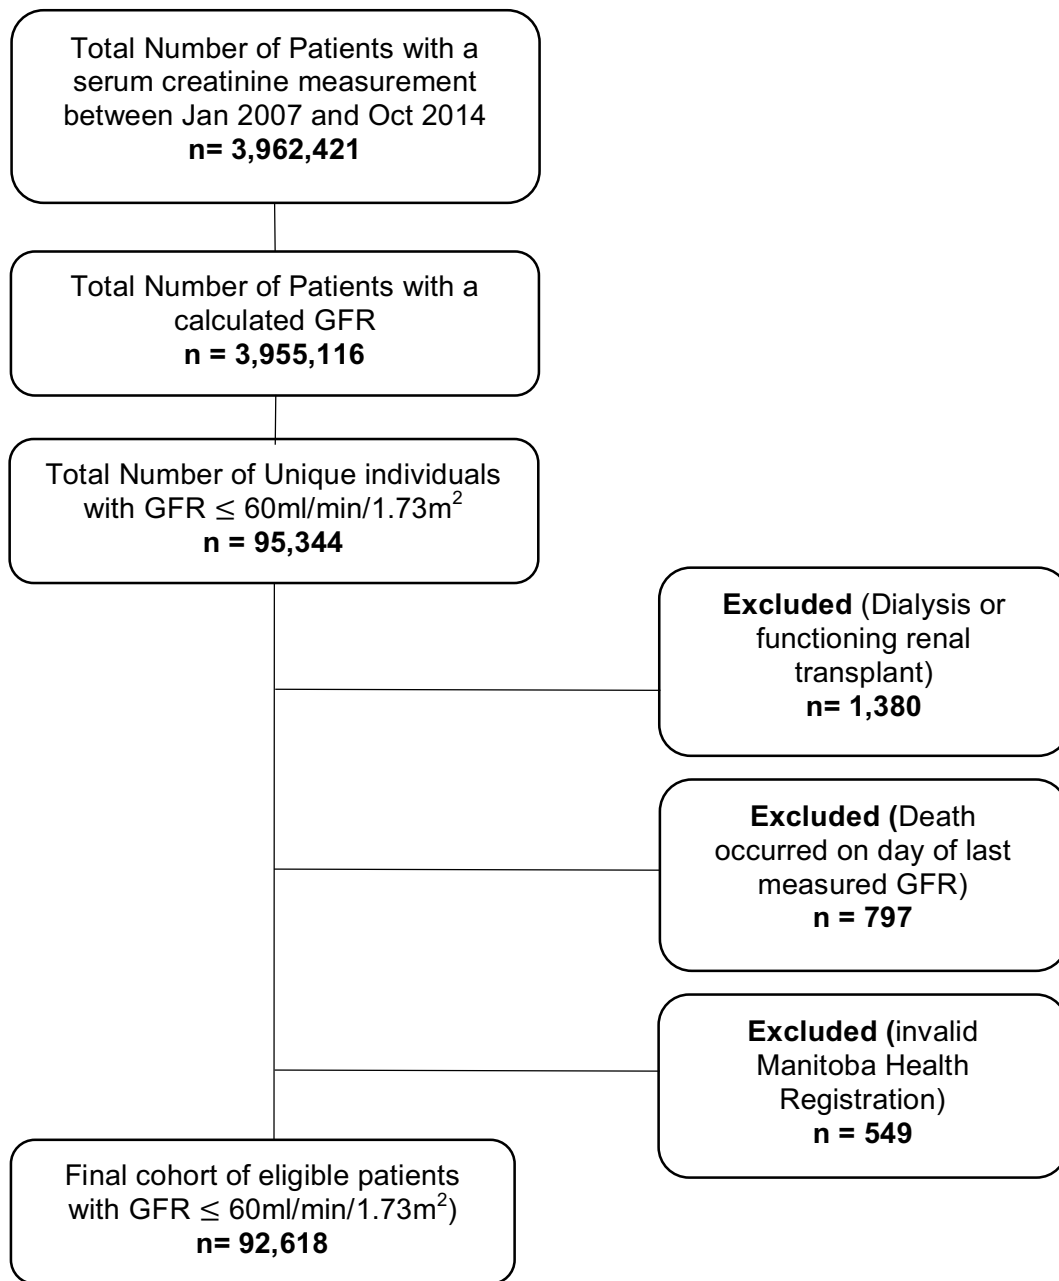 Total Number of Patients with a
serum creatinine measurement
between Jan 2007 and Oct 2014
n= 3,962,421
Total Number of Patients with a
calculated GFR
n = 3,955,116
Total Number of Unique individuals
with GFR ≤ 60ml/min/1.73m²
n = 95,344
Excluded (Dialysis or
functioning renal
transplant)
n= 1,380
Excluded (Death
occurred on day of last
measured GFR)
n = 797
Excluded (invalid
Manitoba Health
Registration)
n = 549
Final cohort of eligible patients
with GFR ≤ 60ml/min/1.73m²)
n= 92,618